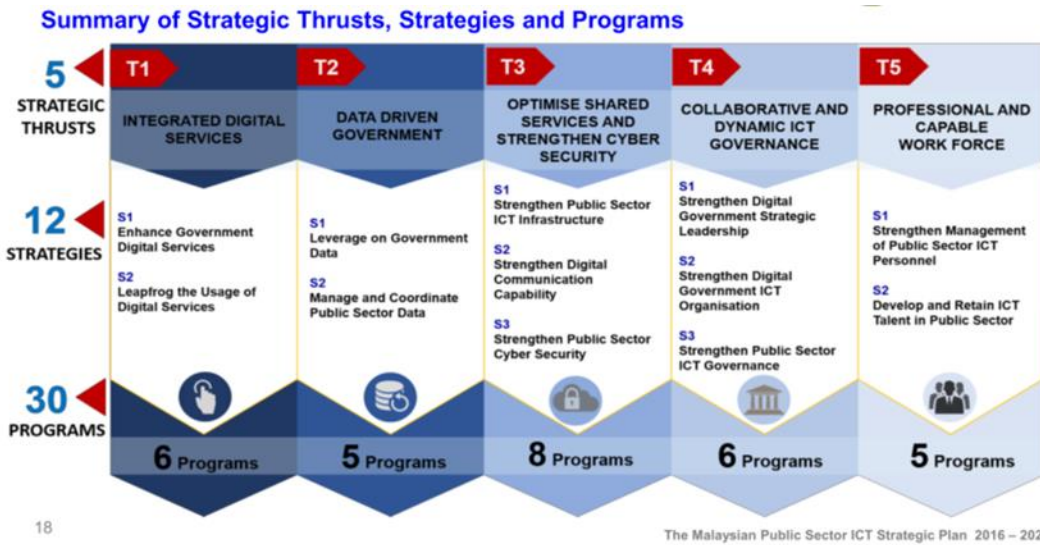 Summary of Strategic Thrusts, Strategies and Programs
5
STRATEGIC
THRUSTS
T1
INTEGRATED DIGITAL
SERVICES
T2
DATA DRIVEN
GOVERNMENT
T3
OPTIMISE SHARED
SERVICES AND
STRENGTHEN CYBER
SECURITY
T4
COLLABORATIVE AND
DYNAMIC ICT
GOVERNANCE
T5
PROFESSIONAL AND
CAPABLE
WORK FORCE
12
STRATEGIES
S1
Enhance Government
Digital Services
S2
Leapfrog the Usage of
Digital Services
S1
Leverage on Government
Data
S2
Manage and Coordinate
Public Sector Data
S1
Strengthen Public Sector
ICT Infrastructure
S2
Strengthen Digital
Communication
Capability
S3
Strengthen Public Sector
Cyber Security
S1
Strengthen Digital
Government Strategic
Leadership
S2
Strengthen Digital
Government ICT
Organisation
S3
Strengthen Public Sector
ICT Governance
S1
Strengthen Management
of Public Sector ICT
Personnel
S2
Develop and Retain ICT
Talent in Public Sector
30
PROGRAMS
6 Programs
5 Programs
8 Programs
6 Programs
5 Programs
18
The Malaysian Public Sector ICT Strategic Plan 2016 – 202